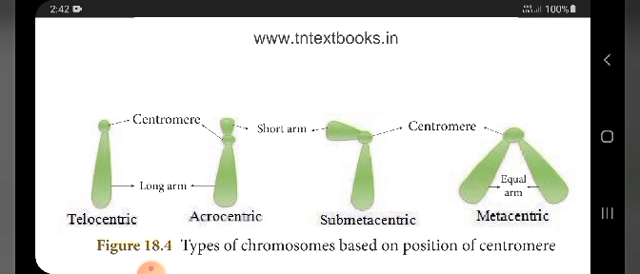 2:42
100%
www.tntextbooks.in
Centromere
Short arm
Centromere
Long arm
Equal
arm
Telocentric
Acrocentric
Submetacentric
Metacentric
Figure 18.4 Types of chromosomes based on position of centromere